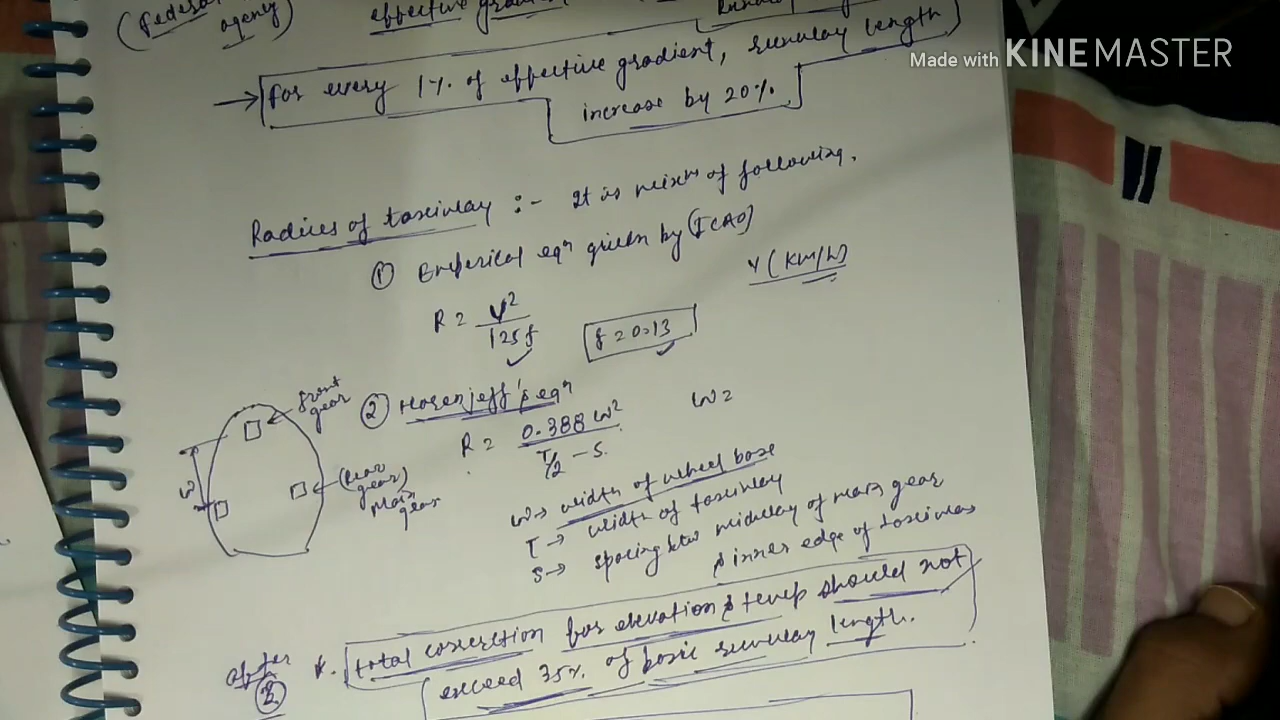 (Federal
agency)
effective
Made with KINEMASTER
→ for every 1% of effective gradient, runway length
increase by 20%.
Radius of taxiway :- It is mixr of following.
① Emperical eqn given by (ICAO)
V (KM/h)
R = V²/125f
f = 0.13
front gear
② Horenjeff's eqn
R = 0.388 W²/T/2 - S.
W =
W
(rear gear)
Main gear
W → width of wheel base
T → width of taxiway
S → spacing btw midway of main gear
& inner edge of taxiway
after ②
*. total correction for elevation & temp should not
exceed 35% of basic runway length.